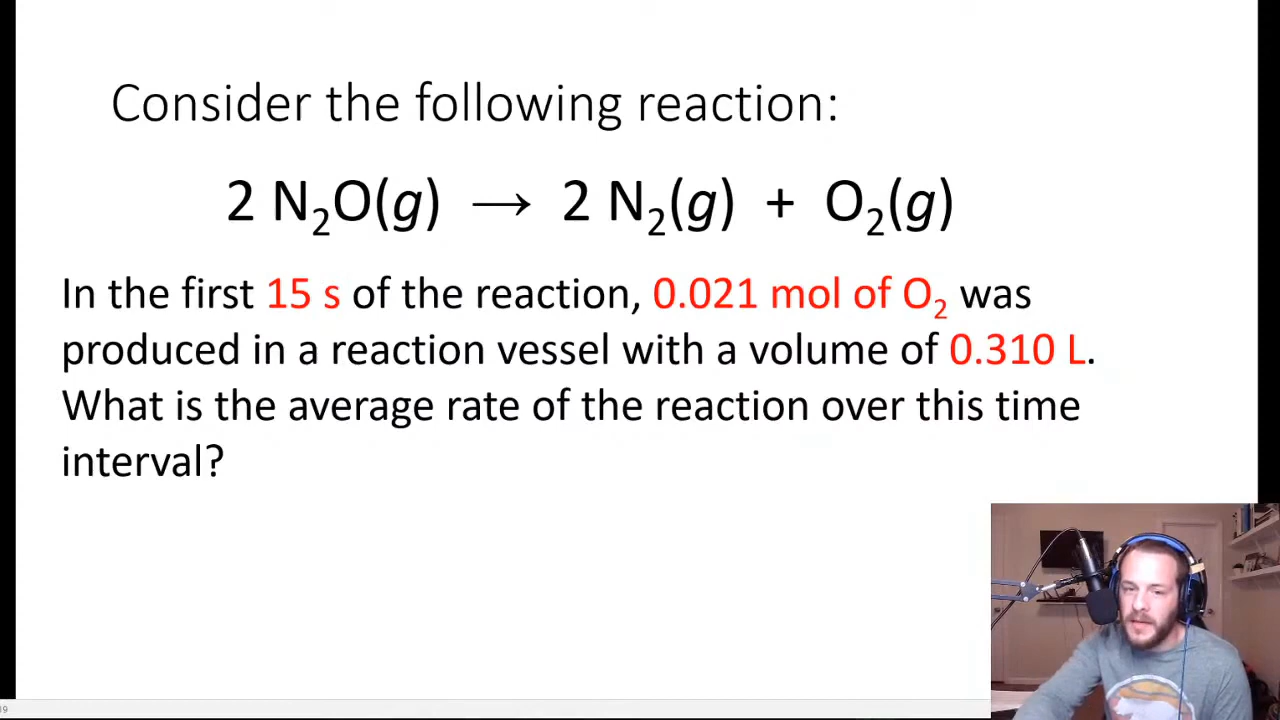 Consider the following reaction:
2 N₂O(g) → 2 N₂(g) + O₂(g)
In the first 15 s of the reaction, 0.021 mol of O₂ was
produced in a reaction vessel with a volume of 0.310 L.
What is the average rate of the reaction over this time
interval?